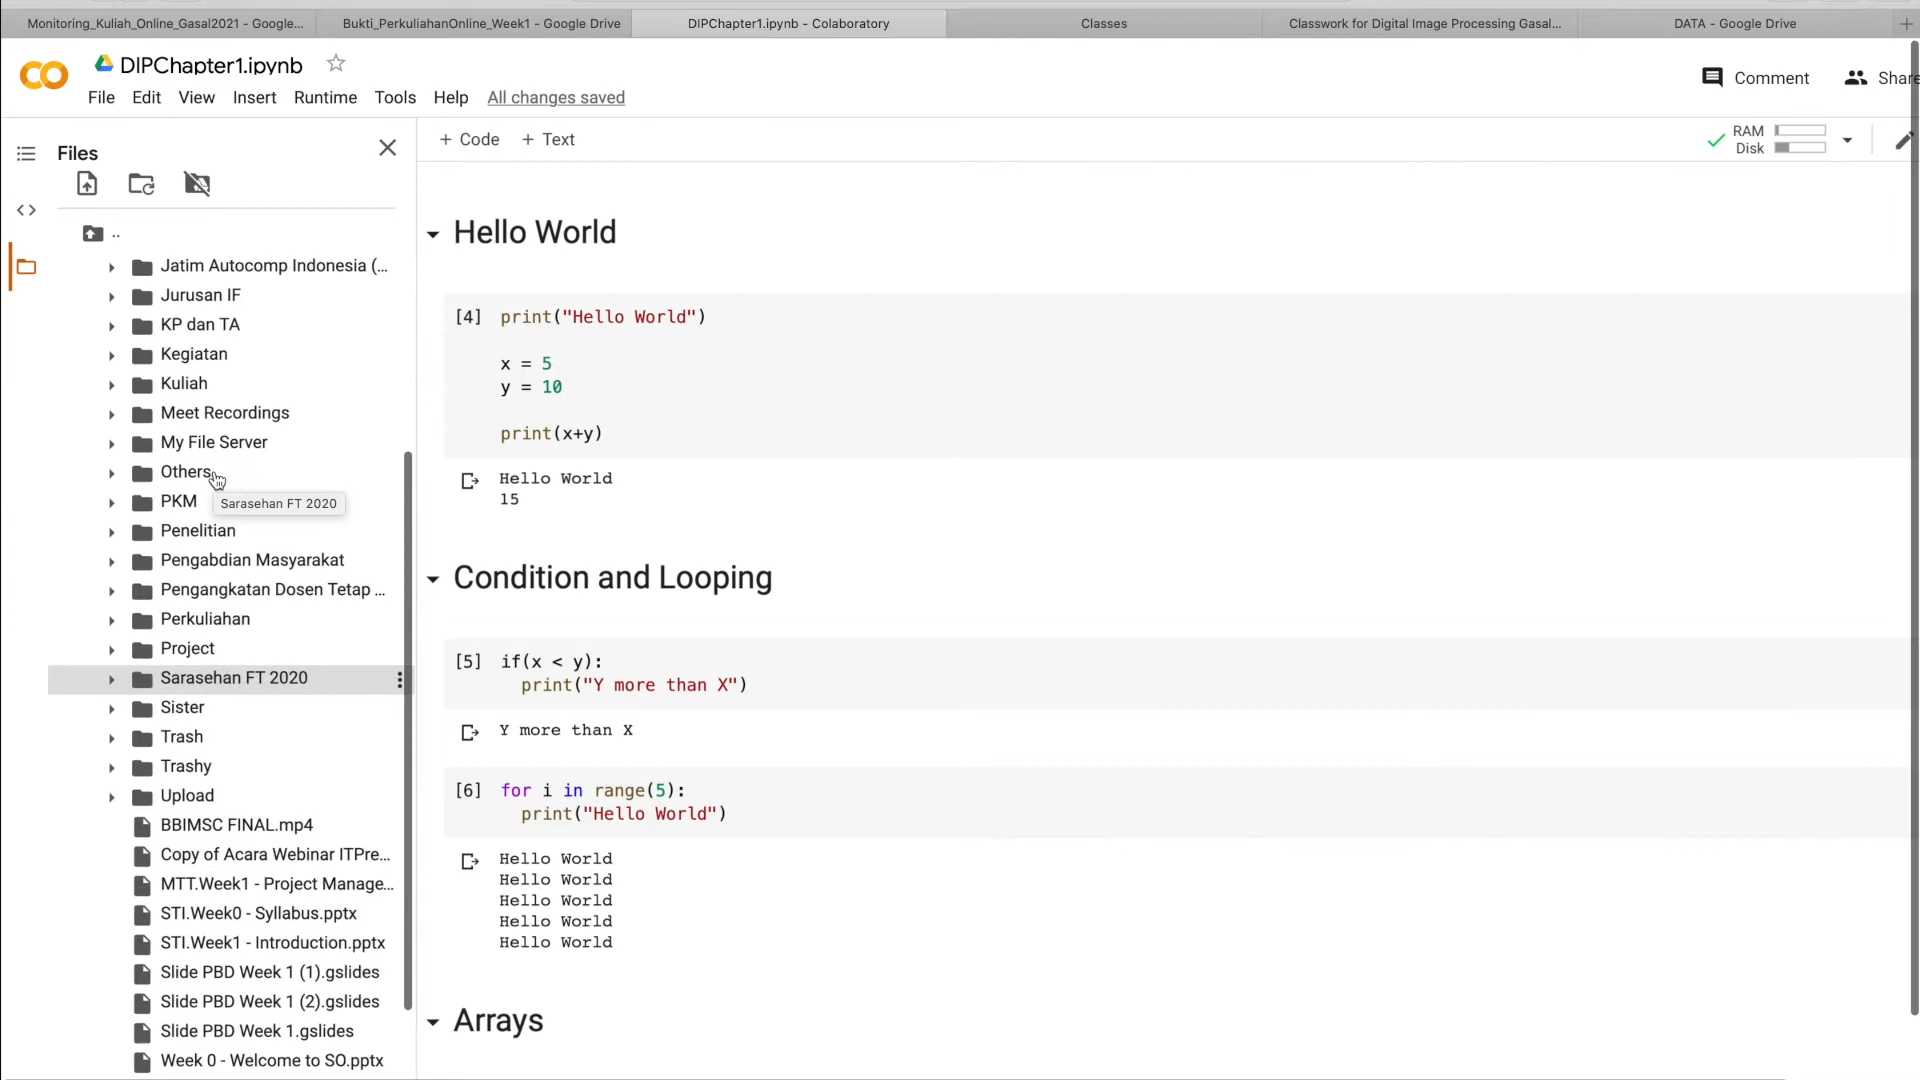 Monitoring_Kuliah_Online_Gasal2021 - Google...
Bukti_PerkuliahanOnline_Week1 - Google Drive
DIPChapter1.ipynb - Colaboratory
Classes
Classwork for Digital Image Processing Gasal...
DATA - Google Drive
DIPChapter1.ipynb
File Edit View Insert Runtime Tools Help All changes saved
Comment
Share
Files
+ Code + Text
RAM
Disk
..
Jatim Autocomp Indonesia (...
Jurusan IF
KP dan TA
Kegiatan
Kuliah
Meet Recordings
My File Server
Others
PKM
Sarasehan FT 2020
Penelitian
Pengabdian Masyarakat
Pengangkatan Dosen Tetap ...
Perkuliahan
Project
Sarasehan FT 2020
Sister
Trash
Trashy
Upload
BBIMSC FINAL.mp4
Copy of Acara Webinar ITPre...
MTT.Week1 - Project Manage...
STI.Week0 - Syllabus.pptx
STI.Week1 - Introduction.pptx
Slide PBD Week 1 (1).gslides
Slide PBD Week 1 (2).gslides
Slide PBD Week 1.gslides
Week 0 - Welcome to SO.pptx
Hello World
[4] print("Hello World")
x = 5
y = 10
print(x+y)
Hello World
15
Condition and Looping
[5] if(x < y):
print("Y more than X")
Y more than X
[6] for i in range(5):
print("Hello World")
Hello World
Hello World
Hello World
Hello World
Hello World
Arrays